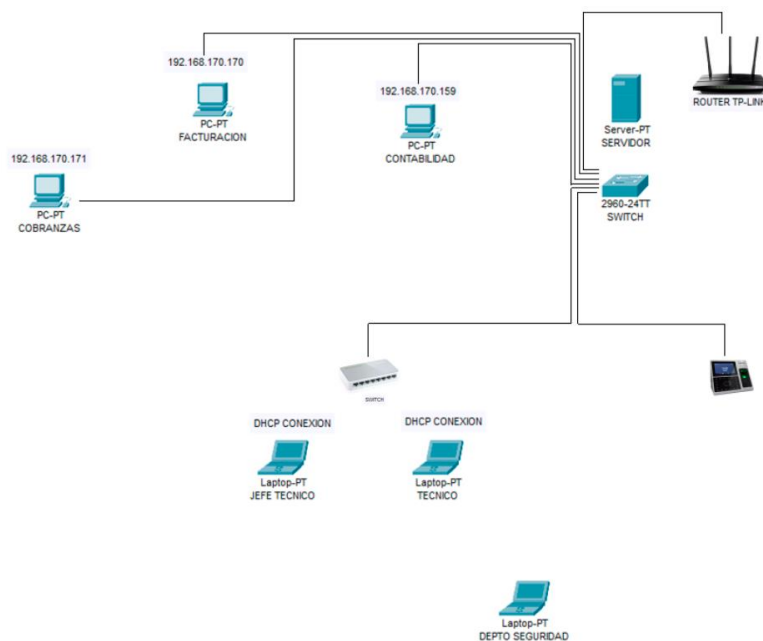 192.168.170.170
PC-PT
FACTURACION
192.168.170.159
PC-PT
CONTABILIDAD
Server-PT
SERVIDOR
ROUTER TP-LINK
192.168.170.171
PC-PT
COBRANZAS
2960-24TT
SWITCH
SWITCH
DHCP CONEXION
DHCP CONEXION
Laptop-PT
JEFE TECNICO
Laptop-PT
TECNICO
Laptop-PT
DEPTO SEGURIDAD